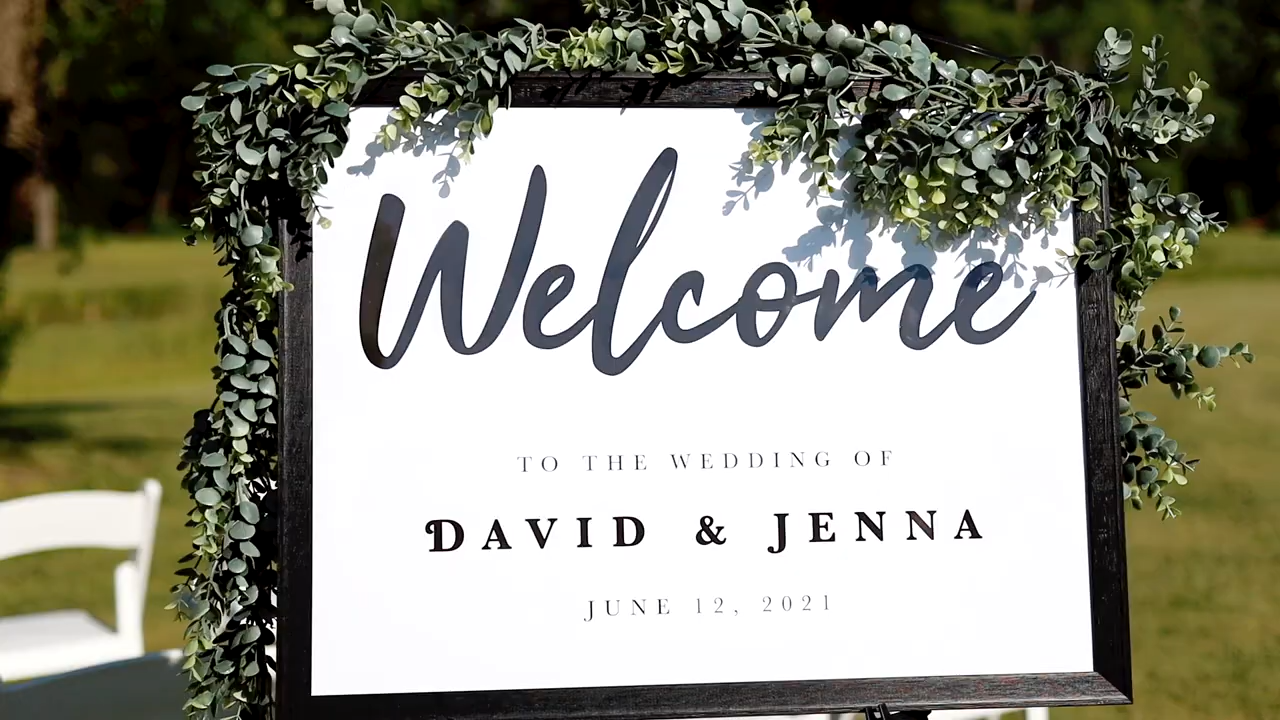 Welcome
TO THE WEDDING OF
DAVID & JENNA
JUNE 12, 2021